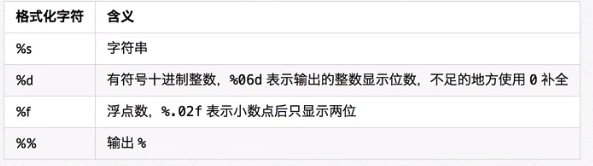 格式化字符 含义
%s 字符串
%d 有符号十进制整数，%06d 表示输出的整数显示位数，不足的地方使用 0 补全
%f 浮点数，%.02f 表示小数点后只显示两位
%% 输出 %